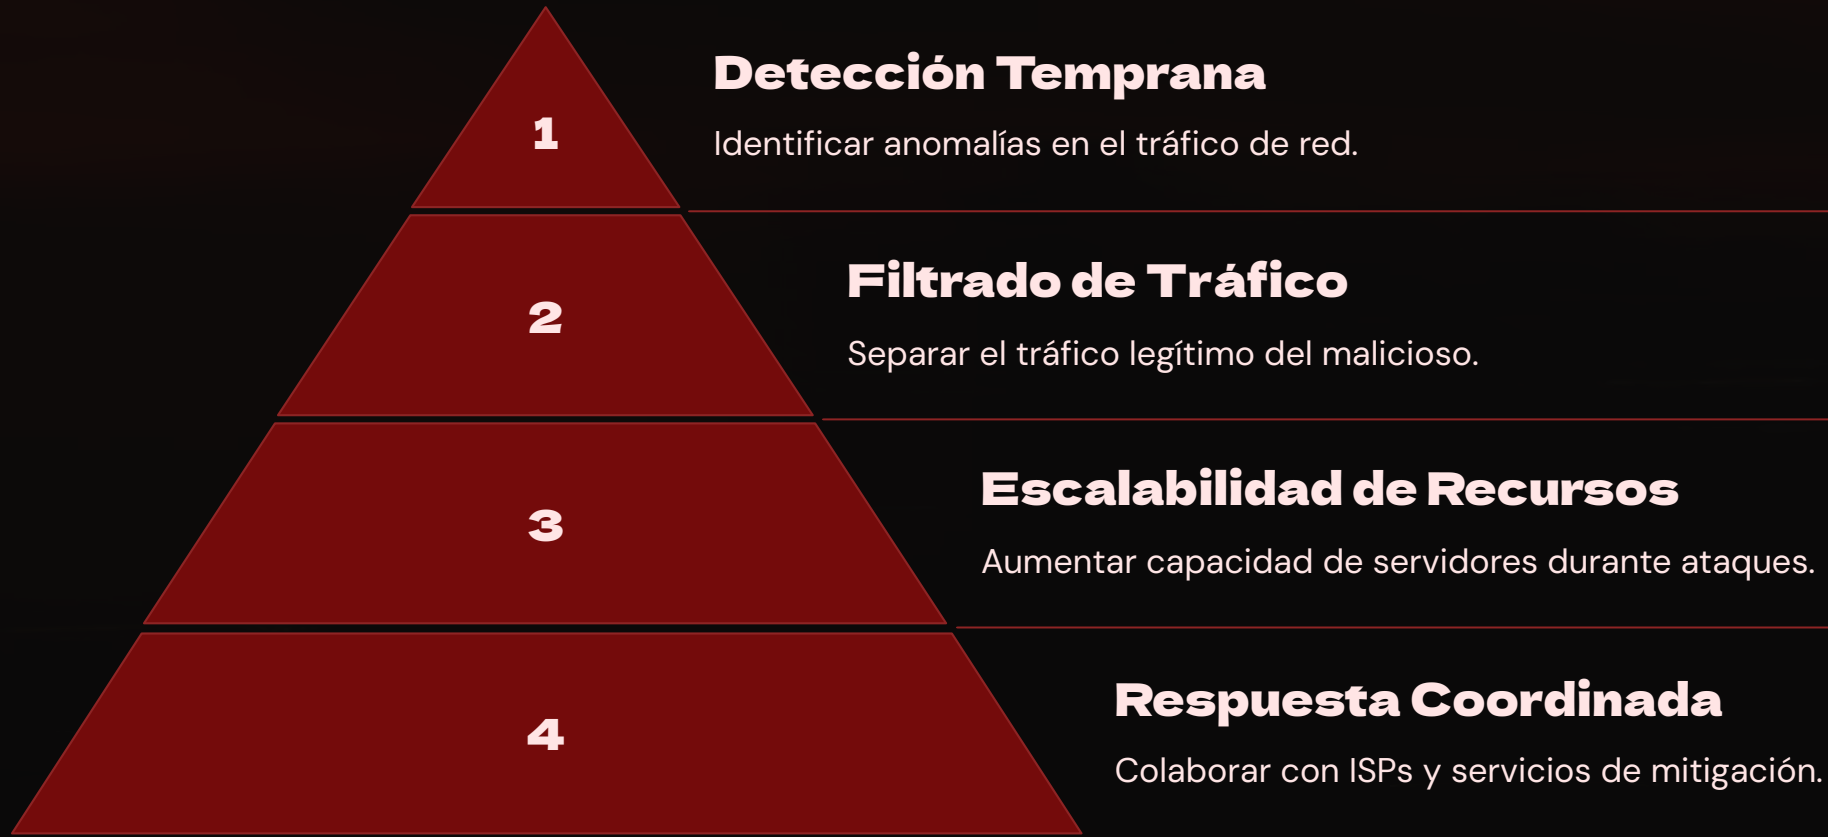 1
Detección Temprana
Identificar anomalías en el tráfico de red.
2
Filtrado de Tráfico
Separar el tráfico legítimo del malicioso.
3
Escalabilidad de Recursos
Aumentar capacidad de servidores durante ataques.
4
Respuesta Coordinada
Colaborar con ISPs y servicios de mitigación.